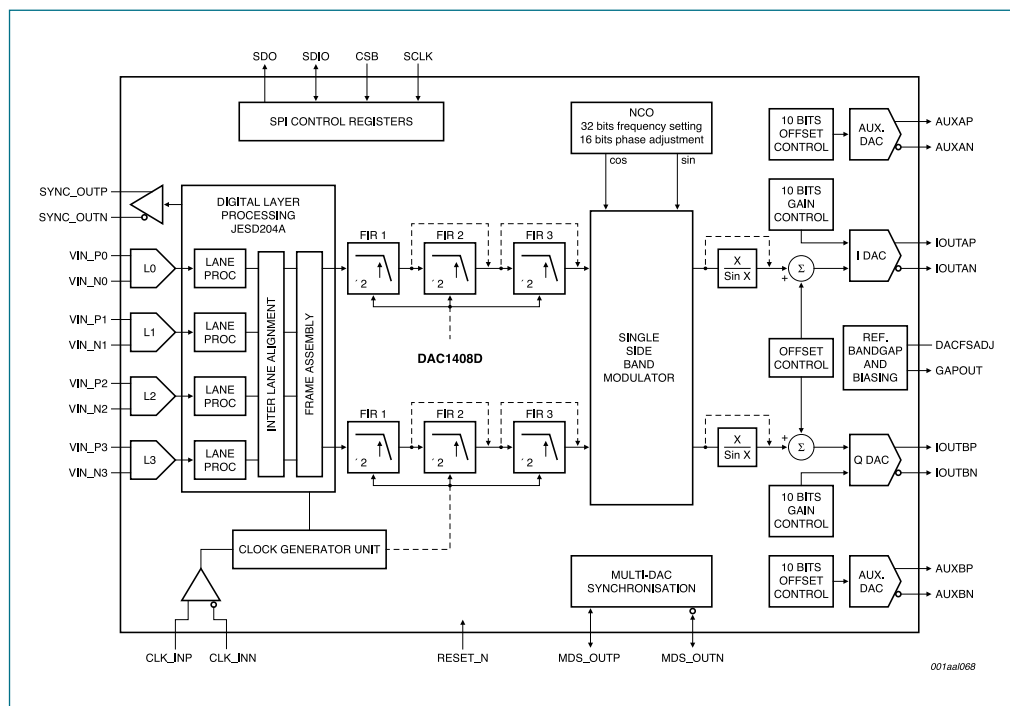 SDO SDIO CSB SCLK
SPI CONTROL REGISTERS
NCO
32 bits frequency setting
16 bits phase adjustment
cos sin
10 BITS
OFFSET
CONTROL
AUX.
DAC
AUXAP
AUXAN
SYNC_OUTP
SYNC_OUTN
DIGITAL LAYER
PROCESSING
JESD204A
VIN_P0
VIN_N0
L0
LANE
PROC
VIN_P1
VIN_N1
L1
LANE
PROC
VIN_P2
VIN_N2
L2
LANE
PROC
VIN_P3
VIN_N3
L3
LANE
PROC
INTER LANE ALIGNMENT
FRAME ASSEMBLY
FIR 1 FIR 2 FIR 3
´2 ´2 ´2
DAC1408D
FIR 1 FIR 2 FIR 3
´2 ´2 ´2
SINGLE
SIDE
BAND
MODULATOR
X
Sin X
+
Σ
10 BITS
GAIN
CONTROL
I DAC
IOUTAP
IOUTAN
OFFSET
CONTROL
REF.
BANDGAP
AND
BIASING
DACFSADJ
GAPOUT
X
Sin X
+
Σ
Q DAC
IOUTBP
IOUTBN
10 BITS
GAIN
CONTROL
CLOCK GENERATOR UNIT
MULTI-DAC
SYNCHRONISATION
10 BITS
OFFSET
CONTROL
AUX.
DAC
AUXBP
AUXBN
CLK_INP CLK_INN RESET_N MDS_OUTP MDS_OUTN
001aal068